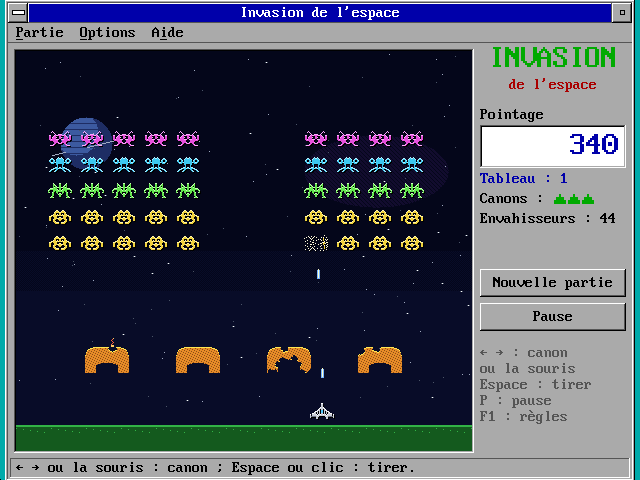 Invasion de l'espace
Partie Options Aide
INVASION
de l'espace
Pointage
340
Tableau : 1
Canons :
Envahisseurs : 44
Nouvelle partie
Pause
← → : canon
ou la souris
Espace : tirer
P : pause
F1 : règles
← → ou la souris : canon ; Espace ou clic : tirer.